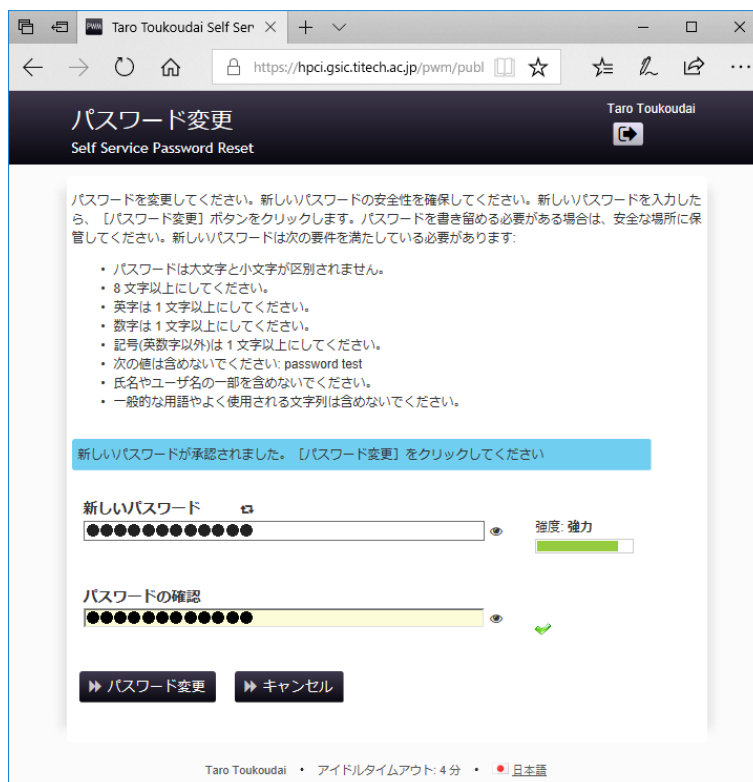 PWM Taro Toukoudai Self Ser
https://hpci.gsic.titech.ac.jp/pwm/publ
パスワード変更
Self Service Password Reset
Taro Toukoudai
パスワードを変更してください。新しいパスワードの安全性を確保してください。新しいパスワードを入力した
ら、［パスワード変更］ボタンをクリックします。パスワードを書き留める必要がある場合は、安全な場所に保
管してください。新しいパスワードは次の要件を満たしている必要があります:
• パスワードは大文字と小文字が区別されません。
• 8 文字以上にしてください。
• 英字は 1 文字以上にしてください。
• 数字は 1 文字以上にしてください。
• 記号(英数字以外)は 1 文字以上にしてください。
• 次の値は含めないでください: password test
• 氏名やユーザ名の一部を含めないでください。
• 一般的な用語やよく使用される文字列は含めないでください。
新しいパスワードが承認されました。［パスワード変更］をクリックしてください
新しいパスワード
●●●●●●●●●●●●
強度: 強力
パスワードの確認
●●●●●●●●●●●●
パスワード変更
キャンセル
Taro Toukoudai • アイドルタイムアウト: 4 分 • 日本語